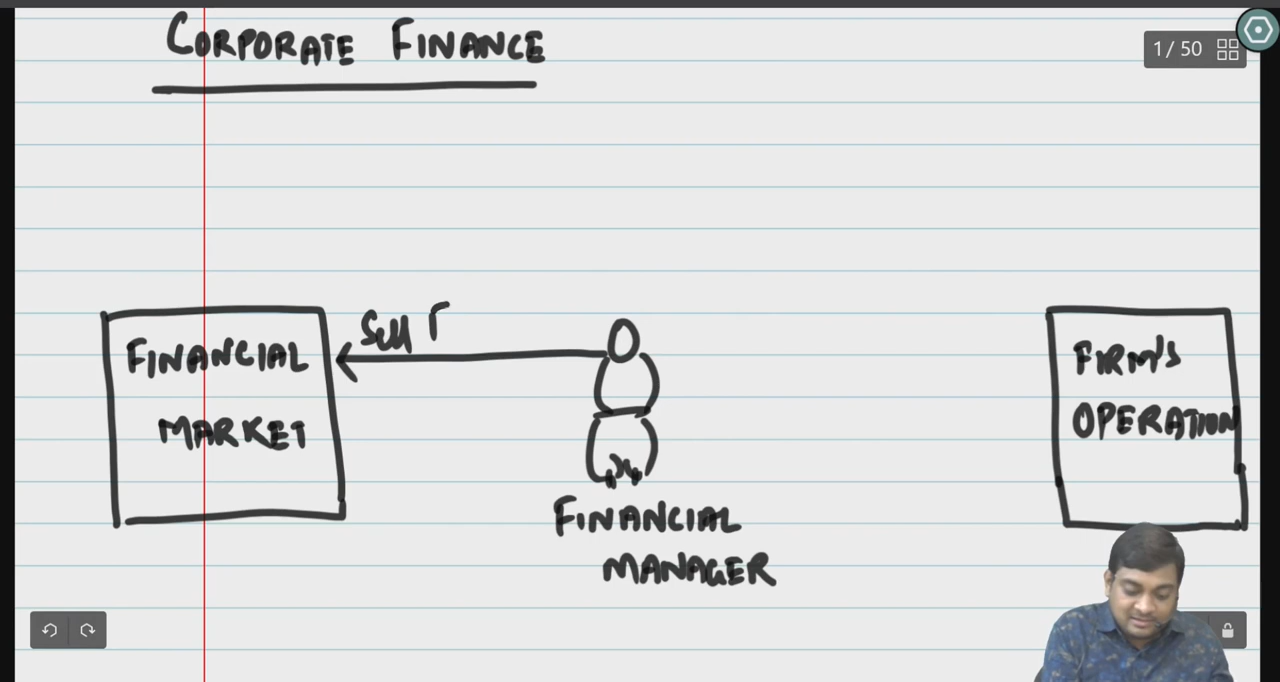 CORPORATE FINANCE
1 / 50
Sell
FINANCIAL
MARKET
FIRM'S
OPERATION
FINANCIAL
MANAGER